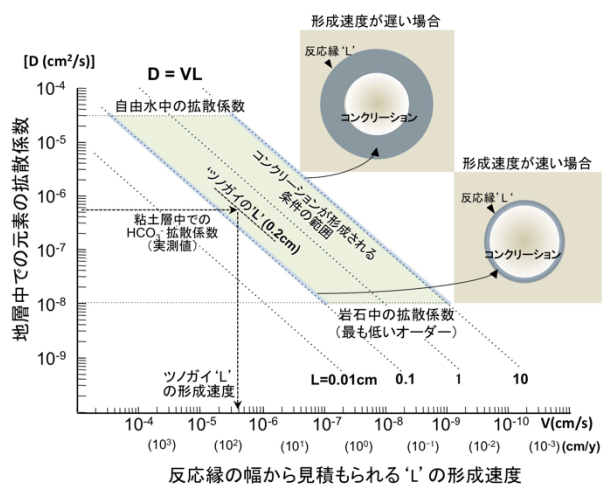 形成速度が遅い場合
反応縁‘L’
コンクリーション
形成速度が速い場合
反応縁‘L‘
コンクリーション
[D (cm²/s)]
D = VL
10⁻⁴
10⁻⁵
10⁻⁶
10⁻⁷
10⁻⁸
10⁻⁹
地層中での元素の拡散係数
自由水中の拡散係数
コンクリーションが形成される
条件の範囲
‘ツノガイの‘L’ (0.2cm)
粘土層中での
HCO₃⁻拡散係数
(実測値)
岩石中の拡散係数
(最も低いオーダー)
ツノガイ‘L’
の形成速度
L=0.01cm 0.1 1 10
10⁻⁴ 10⁻⁵ 10⁻⁶ 10⁻⁷ 10⁻⁸ 10⁻⁹ 10⁻¹⁰ V(cm/s)
(10³) (10²) (10¹) (10⁰) (10⁻¹) (10⁻²) (10⁻³) (cm/y)
反応縁の幅から見積もられる‘L’の形成速度